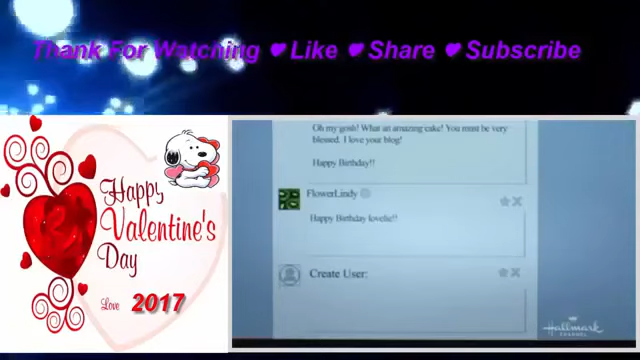 Thank For Watching ♥ Like ♥ Share ♥ Subscribe
Happy
Valentine's
Day
Love 2017
Oh my gosh! What an amazing cake! You must be very
blessed. I love your blog!
Happy Birthday!!
FlowerLindy
Happy Birthday lovelie!!
Create User:
Hallmark
CHANNEL